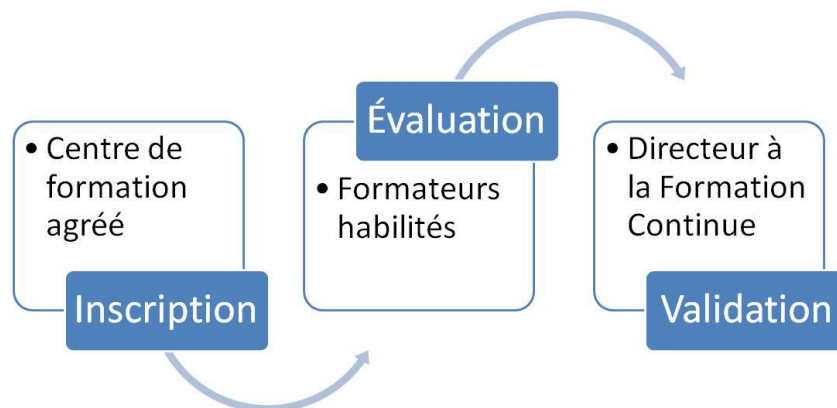 • Centre de
formation
agréé
Inscription
Évaluation
• Formateurs
habilités
• Directeur à
la Formation
Continue
Validation